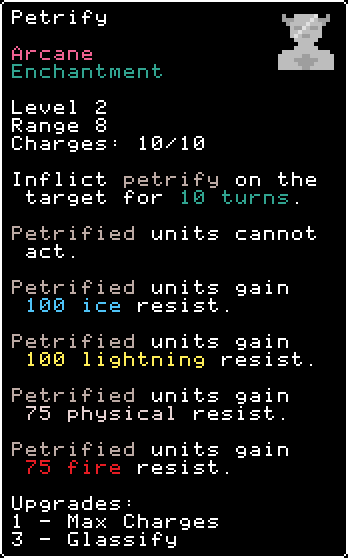 Petrify
Arcane
Enchantment
Level 2
Range 8
Charges: 10/10
Inflict petrify on the
target for 10 turns.
Petrified units cannot
act.
Petrified units gain
100 ice resist.
Petrified units gain
100 lightning resist.
Petrified units gain
75 physical resist.
Petrified units gain
75 fire resist.
Upgrades:
1 - Max Charges
3 - Glassify